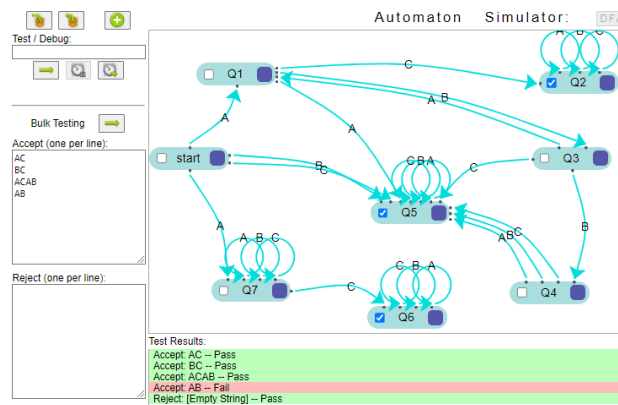 Automaton Simulator: DFA
Test / Debug:
Bulk Testing
Accept (one per line):
AC
BC
ACAB
AB
Reject (one per line):
A B C
Q1
C
Q2
A B
A
A
start
B
C
C B A
C
Q3
Q5
A
A B C
B
A B C
Q7
C
C B A
Q6
Q4
Test Results:
Accept: AC -- Pass
Accept: BC -- Pass
Accept: ACAB -- Pass
Accept: AB -- Fail
Reject: [Empty String] -- Pass